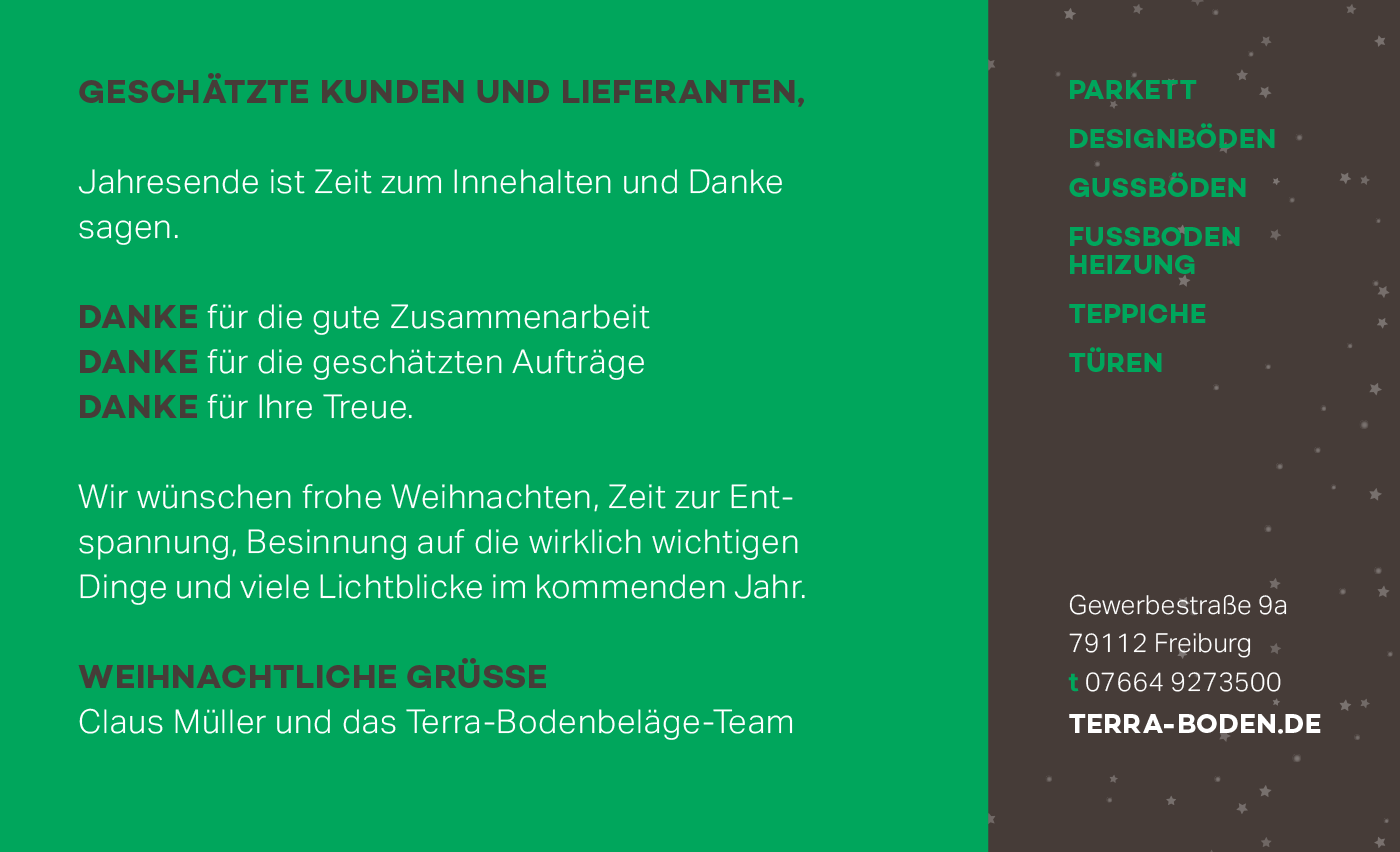 GESCHÄTZTE KUNDEN UND LIEFERANTEN,
Jahresende ist Zeit zum Innehalten und Danke
sagen.
DANKE für die gute Zusammenarbeit
DANKE für die geschätzten Aufträge
DANKE für Ihre Treue.
Wir wünschen frohe Weihnachten, Zeit zur Ent-
spannung, Besinnung auf die wirklich wichtigen
Dinge und viele Lichtblicke im kommenden Jahr.
WEIHNACHTLICHE GRÜSSE
Claus Müller und das Terra-Bodenbeläge-Team
PARKETT
DESIGNBÖDEN
GUSSBÖDEN
FUSSBODEN
HEIZUNG
TEPPICHE
TÜREN
Gewerbestraße 9a
79112 Freiburg
t 07664 9273500
TERRA-BODEN.DE